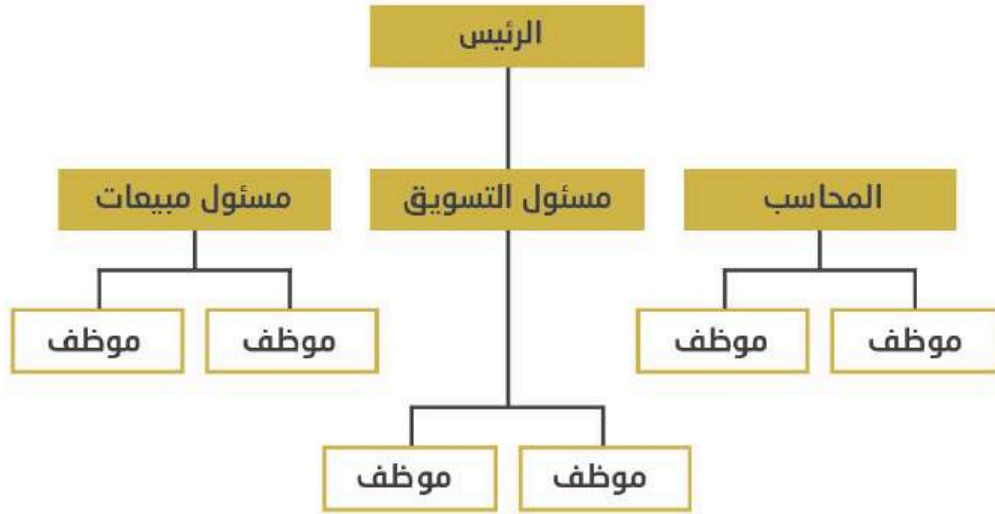 الرئيس
المحاسب
مسئول التسويق
مسئول مبيعات
موظف
موظف
موظف
موظف
موظف
موظف